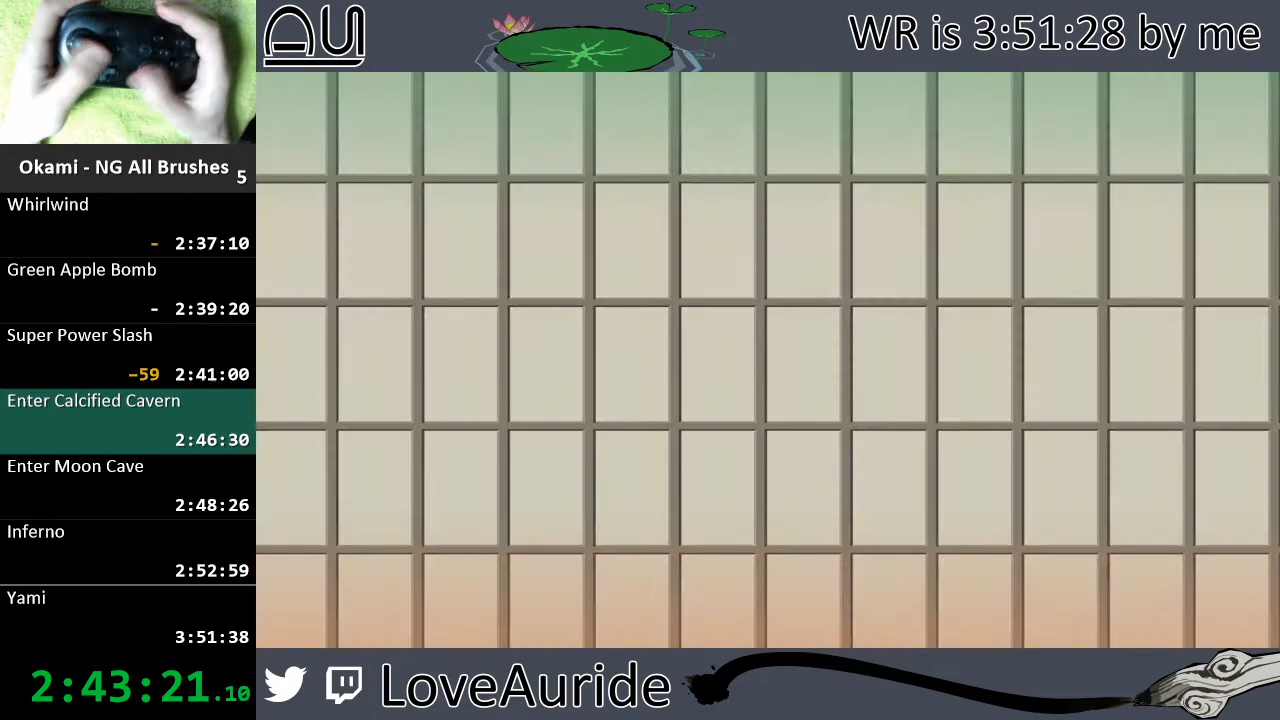 AU
WR is 3:51:28 by me
Okami - NG All Brushes 5
Whirlwind
- 2:37:10
Green Apple Bomb
- 2:39:20
Super Power Slash
−59 2:41:00
Enter Calcified Cavern
2:46:30
Enter Moon Cave
2:48:26
Inferno
2:52:59
Yami
3:51:38
2:43:21.10
LoveAuride